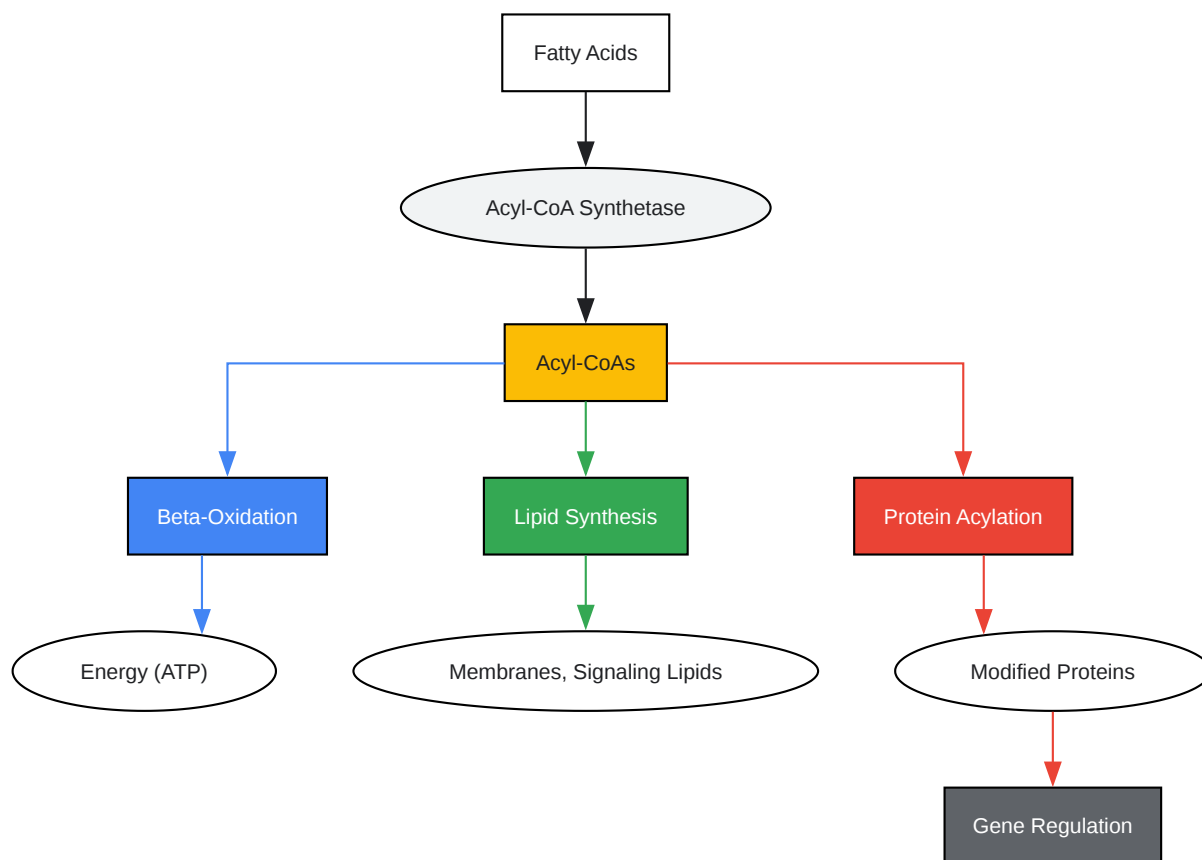 Fatty Acids
Acyl-CoA Synthetase
Acyl-CoAs
Beta-Oxidation
Lipid Synthesis
Protein Acylation
Energy (ATP)
Membranes, Signaling Lipids
Modified Proteins
Gene Regulation